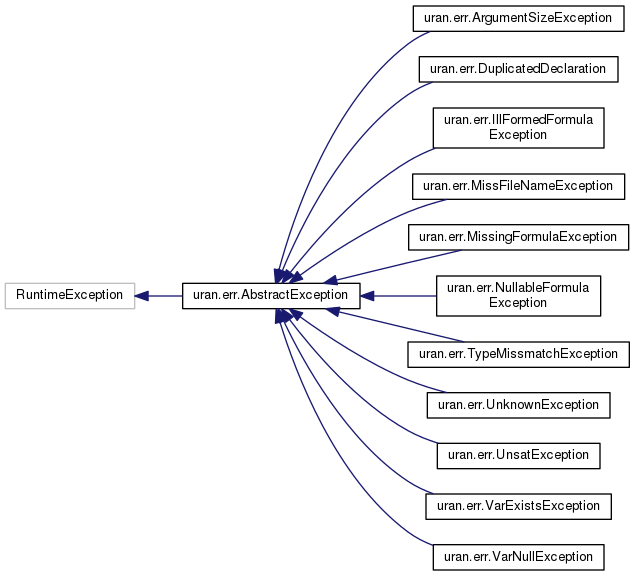 uran.err.ArgumentSizeException
uran.err.DuplicatedDeclaration
uran.err.IllFormedFormula
Exception
uran.err.MissFileNameException
uran.err.MissingFormulaException
RuntimeException
uran.err.AbstractException
uran.err.NullableFormula
Exception
uran.err.TypeMissmatchException
uran.err.UnknownException
uran.err.UnsatException
uran.err.VarExistsException
uran.err.VarNullException